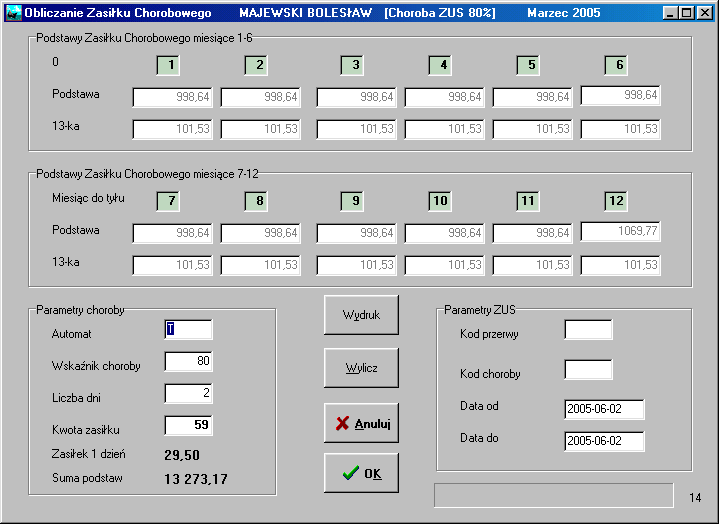 Obliczanie Zasiłku Chorobowego MAJEWSKI BOLESŁAW [Choroba ZUS 80%] Marzec 2005
Podstawy Zasiłku Chorobowego miesiące 1-6
0 1 2 3 4 5 6
Podstawa 998,64 998,64 998,64 998,64 998,64 998,64
13-ka 101,53 101,53 101,53 101,53 101,53 101,53
Podstawy Zasiłku Chorobowego miesiące 7-12
Miesiąc do tyłu 7 8 9 10 11 12
Podstawa 998,64 998,64 998,64 998,64 998,64 1069,77
13-ka 101,53 101,53 101,53 101,53 101,53 101,53
Parametry choroby
Automat T
Wskaźnik choroby 80
Liczba dni 2
Kwota zasiłku 59
Zasiłek 1 dzień 29,50
Suma podstaw 13 273,17
Wydruk
Wylicz
Anuluj
OK
Parametry ZUS
Kod przerwy
Kod choroby
Data od 2005-06-02
Data do 2005-06-02
14